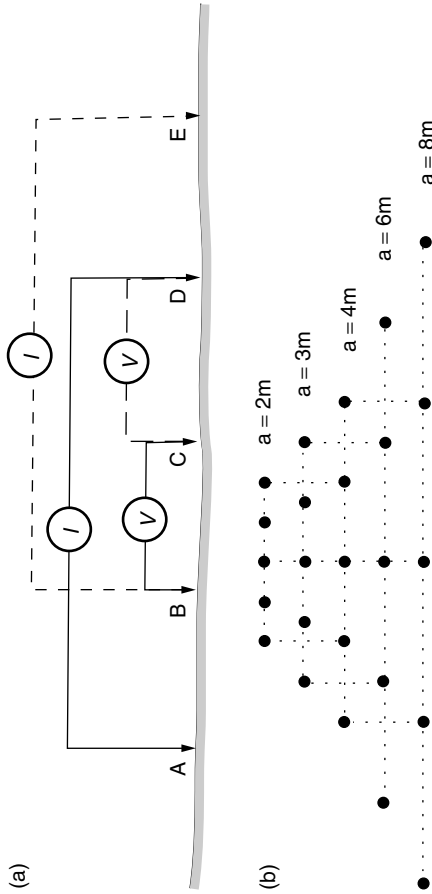 (a)
I
I
V
V
A
B
C
D
E
(b)
a = 2m
a = 3m
a = 4m
a = 6m
a = 8m